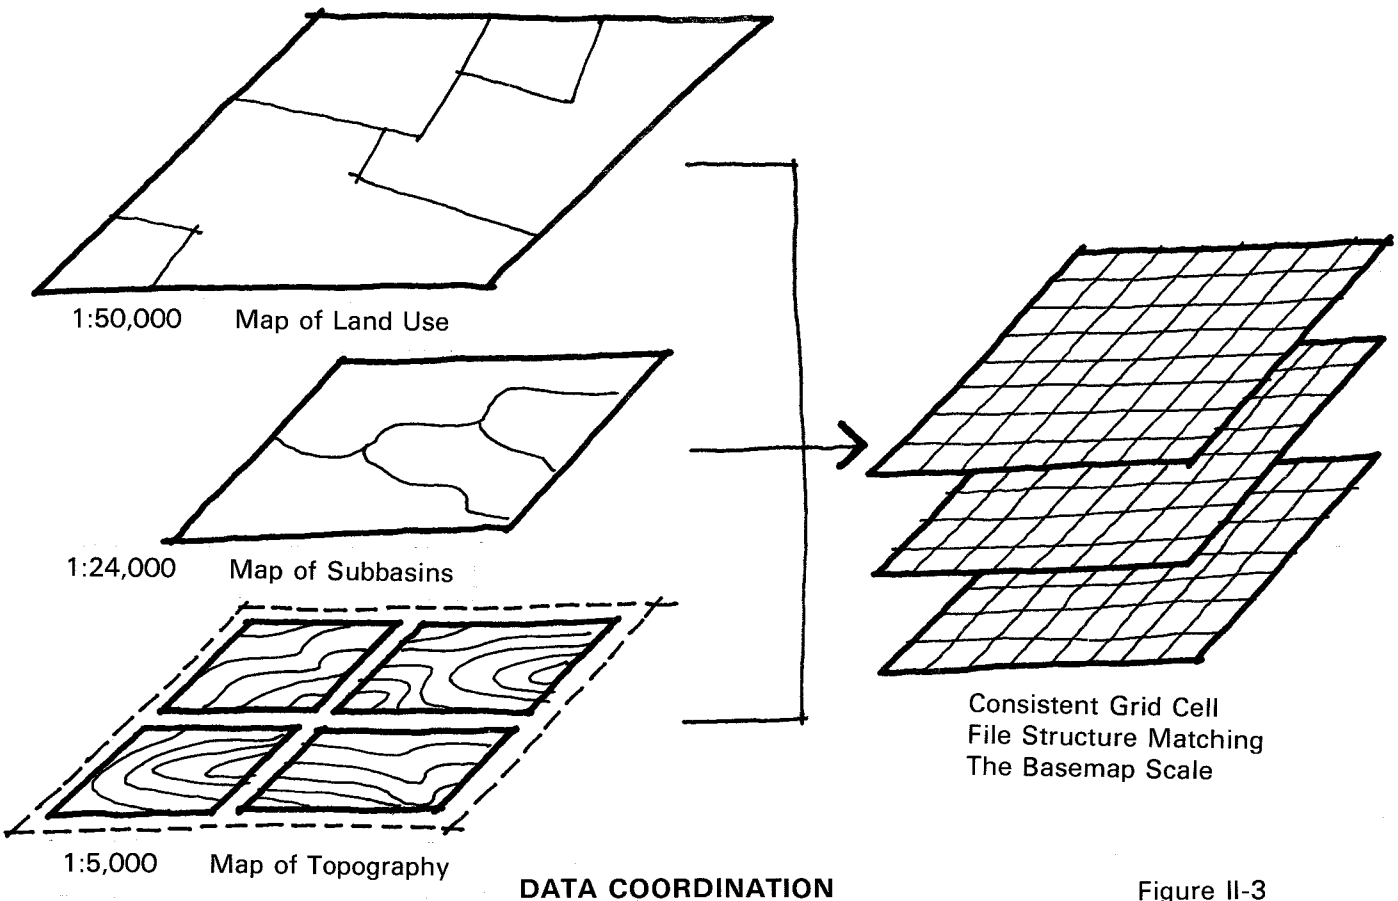 1:50,000 Map of Land Use
1:24,000 Map of Subbasins
1:5,000 Map of Topography
Consistent Grid Cell
File Structure Matching
The Basemap Scale
DATA COORDINATION
Figure II-3